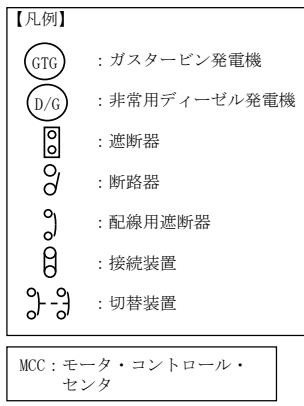 【凡例】
GTG ：ガスタービン発電機
D/G ：非常用ディーゼル発電機
：遮断器
：断路器
：配線用遮断器
：接続装置
：切替装置
MCC：モータ・コントロール・
センタ